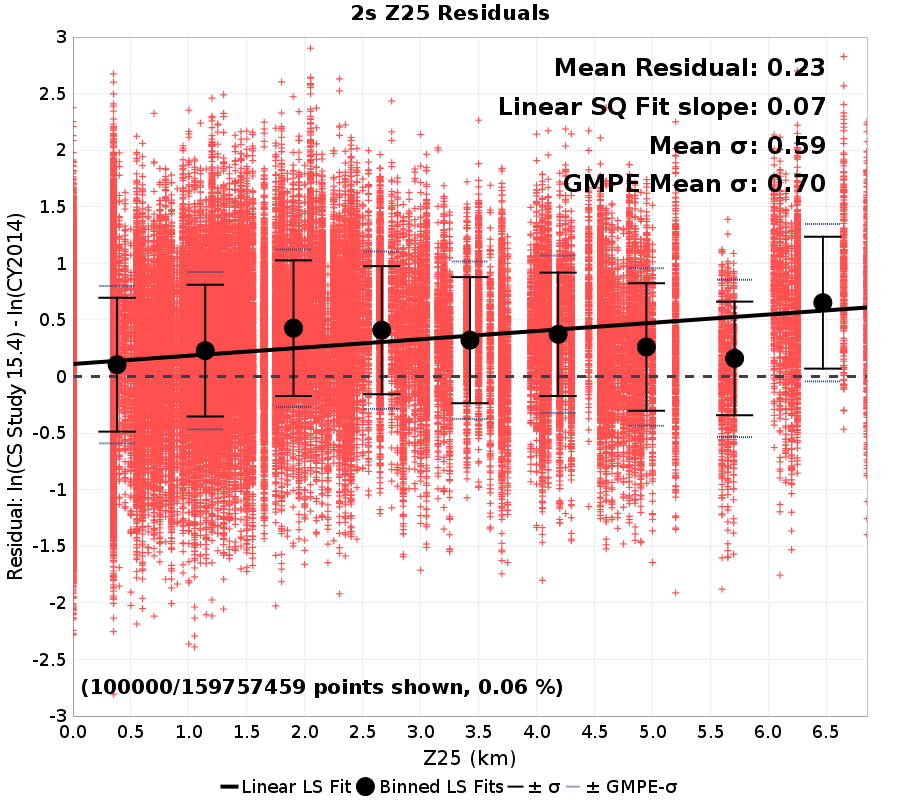 2s Z25 Residuals
Mean Residual: 0.23
Linear SQ Fit slope: 0.07
Mean σ: 0.59
GMPE Mean σ: 0.70
Residual: ln(CS Study 15.4) - ln(CY2014)
3
2.5
2
1.5
1
0.5
0
-0.5
-1
-1.5
-2
-2.5
-3
(100000/159757459 points shown, 0.06 %)
0.0 0.5 1.0 1.5 2.0 2.5 3.0 3.5 4.0 4.5 5.0 5.5 6.0 6.5
Z25 (km)
Linear LS Fit Binned LS Fits ± σ ± GMPE-σ